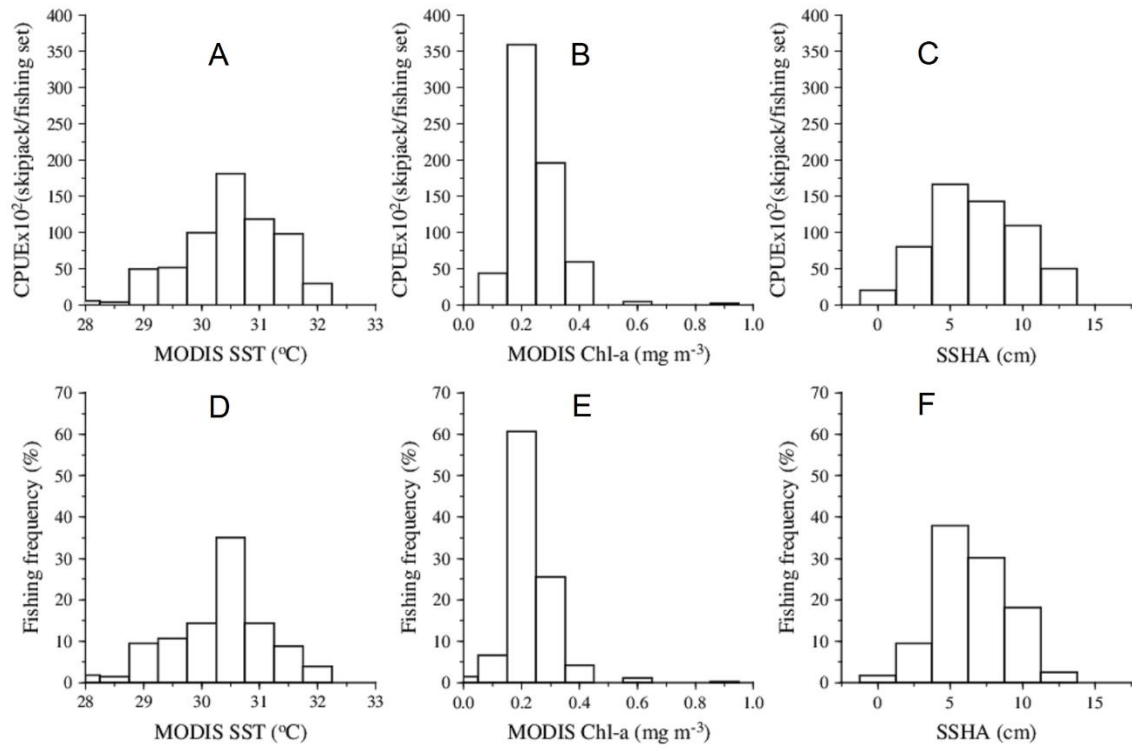 A
CPUEx10²(skipjack/fishing set)
400
350
300
250
200
150
100
50
0
28 29 30 31 32 33
MODIS SST (°C)
B
CPUEx10²(skipjack/fishing set)
400
350
300
250
200
150
100
50
0
0.0 0.2 0.4 0.6 0.8 1.0
MODIS Chl-a (mg m⁻³)
C
CPUEx10²(skipjack/fishing set)
400
350
300
250
200
150
100
50
0
0 5 10 15
SSHA (cm)
D
Fishing frequency (%)
70
60
50
40
30
20
10
0
28 29 30 31 32 33
MODIS SST (°C)
E
Fishing frequency (%)
70
60
50
40
30
20
10
0
0.0 0.2 0.4 0.6 0.8 1.0
MODIS Chl-a (mg m⁻³)
F
Fishing frequency (%)
70
60
50
40
30
20
10
0
0 5 10 15
SSHA (cm)